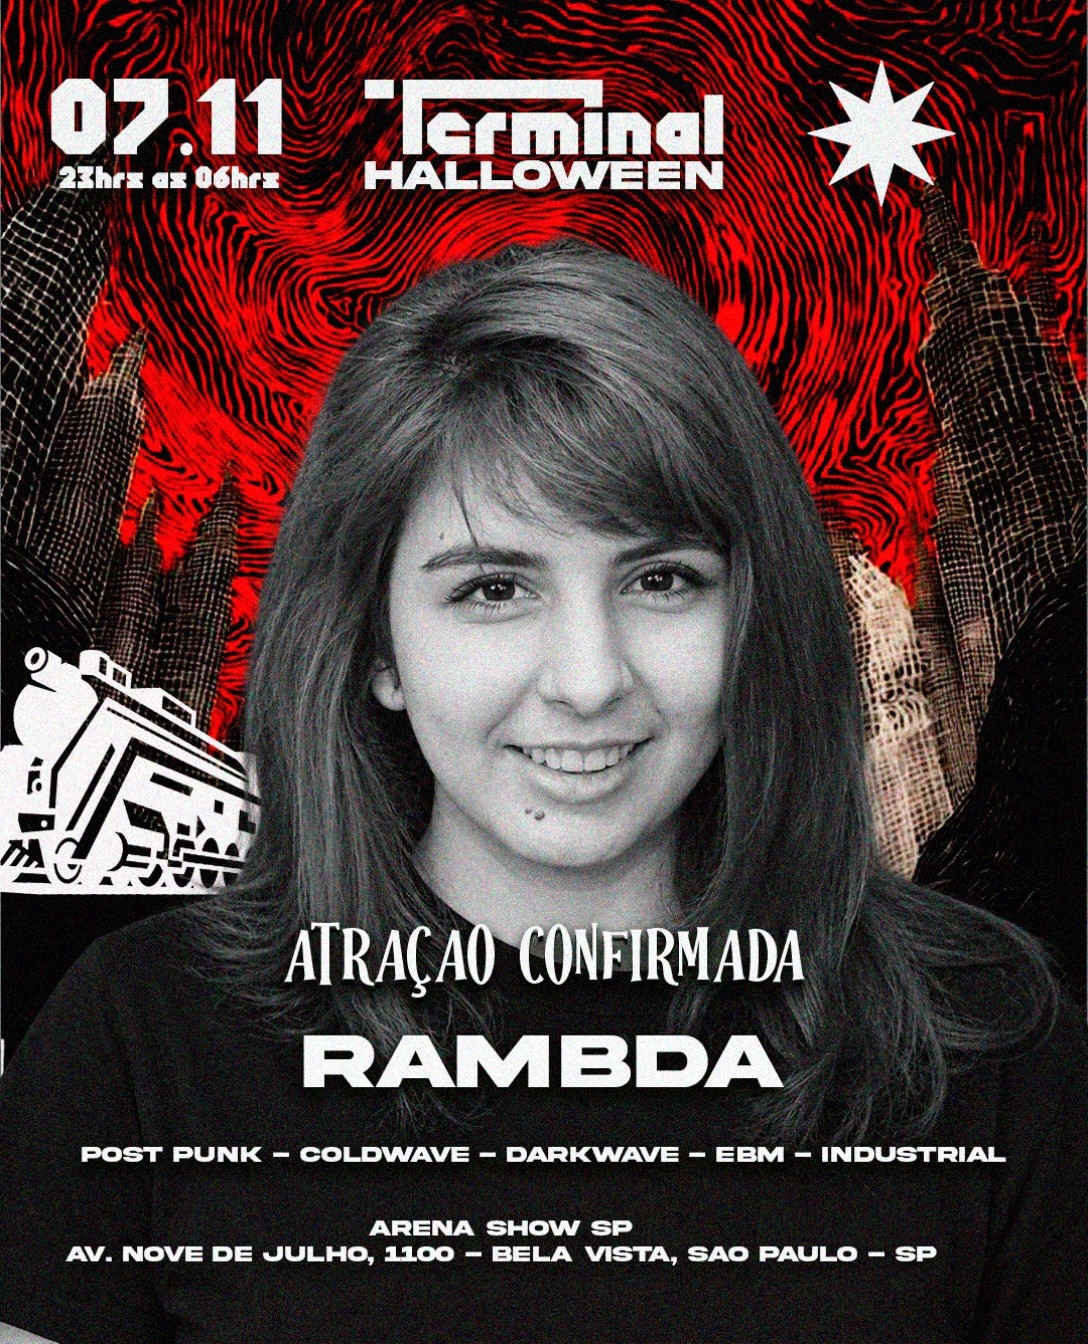 07.11
23hrs as 06hrs
Terminal
HALLOWEEN
ATRAÇAO CONFIRMADA
RAMBDA
POST PUNK – COLDWAVE – DARKWAVE – EBM – INDUSTRIAL
ARENA SHOW SP
AV. NOVE DE JULHO, 1100 – BELA VISTA, SAO PAULO – SP